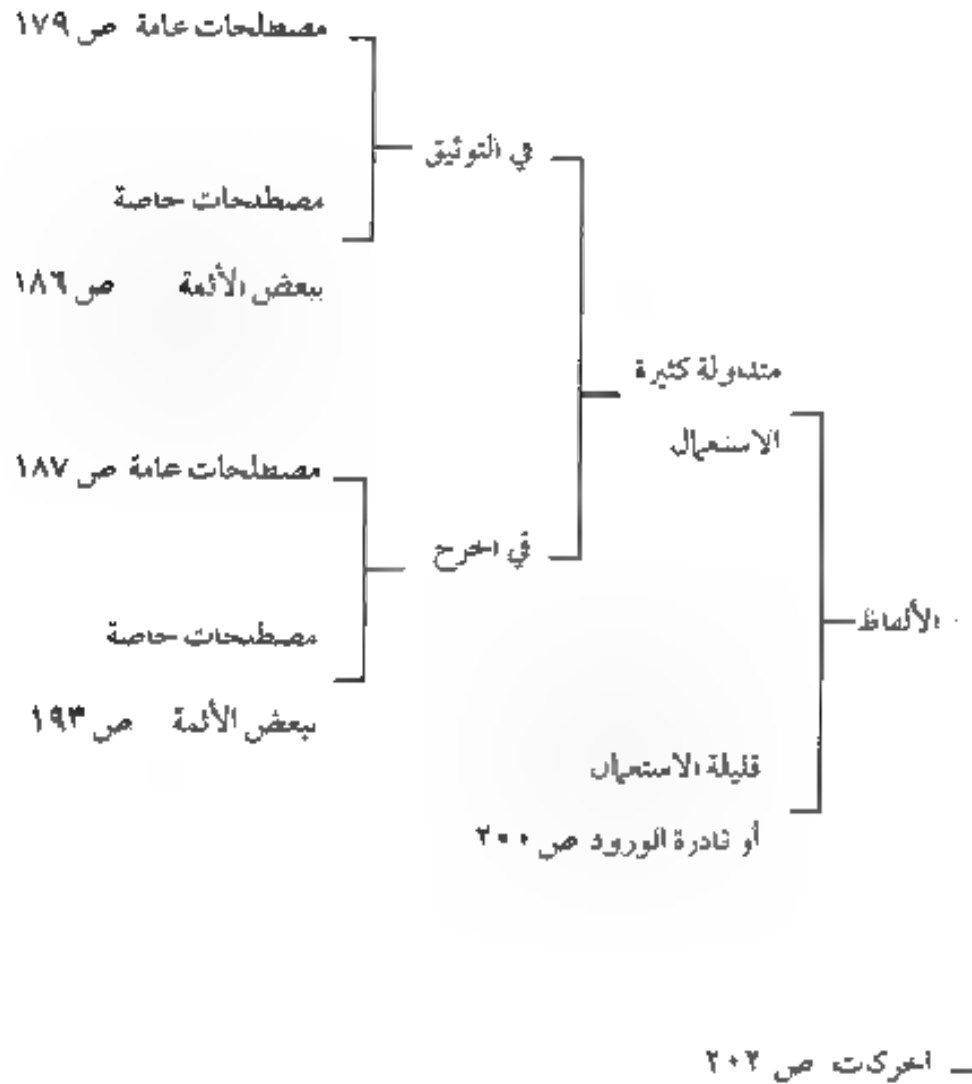 مصطلحات عامة ص ١٧٩
في التوثيق
مصطلحات خاصة
ببعض الأئمة ص ١٨٦
متداولة كثيرة
الاستعمال
مصطلحات عامة ص ١٨٧
في الجرح
مصطلحات خاصة
ببعض الأئمة ص ١٩٣
- الألفاظ
قليلة الاستعمال
أو نادرة الورود ص ٢٠٠
- الحركات ص ٢٠٢